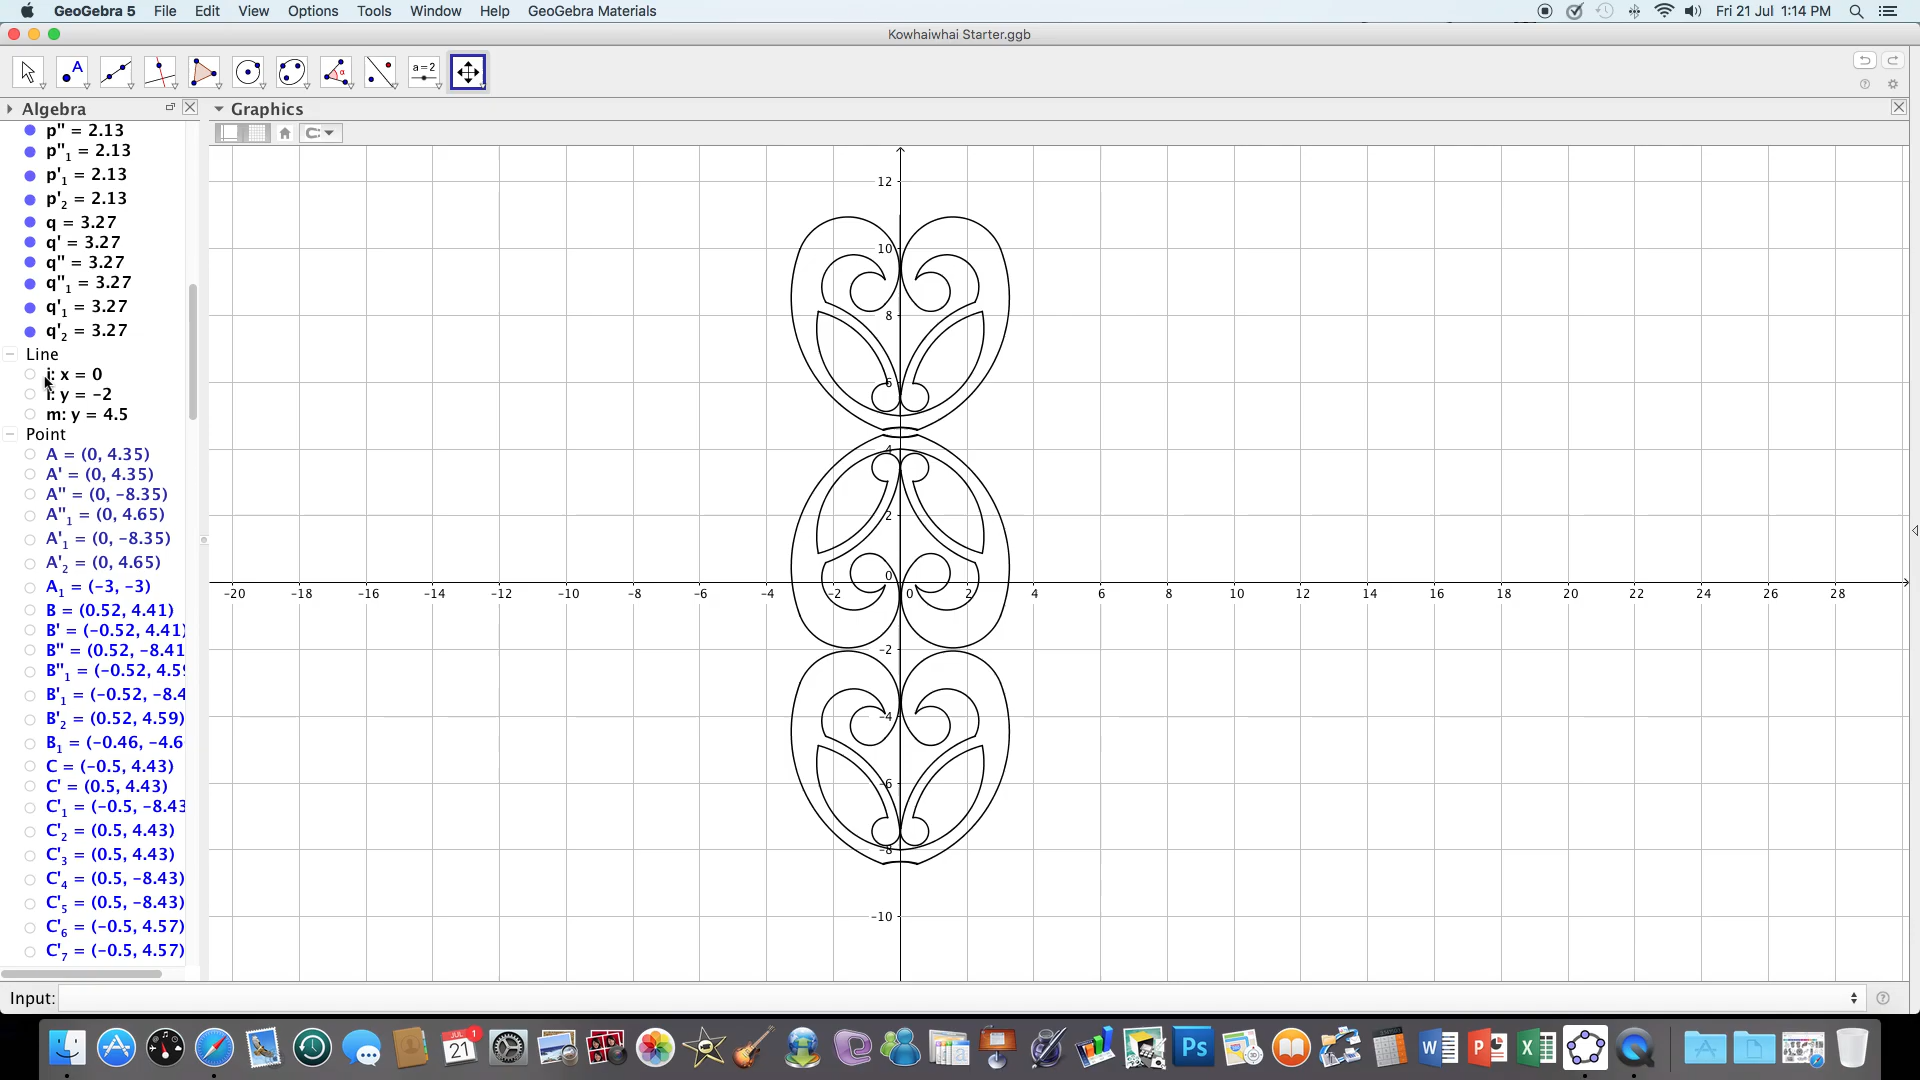 GeoGebra 5 File Edit View Options Tools Window Help GeoGebra Materials Fri 21 Jul 1:14 PM
Kowhaiwhai Starter.ggb
A α a=2
Algebra
Graphics
p" = 2.13
p"1 = 2.13
p'1 = 2.13
p'2 = 2.13
q = 3.27
q' = 3.27
q" = 3.27
q"1 = 3.27
q'1 = 3.27
q'2 = 3.27
Line
: x = 0
: y = −2
m: y = 4.5
Point
A = (0, 4.35)
A' = (0, 4.35)
A" = (0, −8.35)
A"1 = (0, 4.65)
A'1 = (0, −8.35)
A'2 = (0, 4.65)
A1 = (−3, −3)
B = (0.52, 4.41)
B' = (−0.52, 4.41)
B" = (0.52, −8.41
B"1 = (−0.52, 4.59
B'1 = (−0.52, −8.4
B'2 = (0.52, 4.59)
B1 = (−0.46, −4.6
C = (−0.5, 4.43)
C' = (0.5, 4.43)
C'1 = (−0.5, −8.43
C'2 = (0.5, 4.43)
C'3 = (0.5, 4.43)
C'4 = (0.5, −8.43)
C'5 = (0.5, −8.43)
C'6 = (−0.5, 4.57)
C'7 = (−0.5, 4.57)
12
10
8
6
4
2
0
−20 −18 −16 −14 −12 −10 −8 −6 −4 −2 0 2 4 6 8 10 12 14 16 18 20 22 24 26 28
−2
−4
−6
−8
−10
Input:
JUL 1
21
Ps W P X